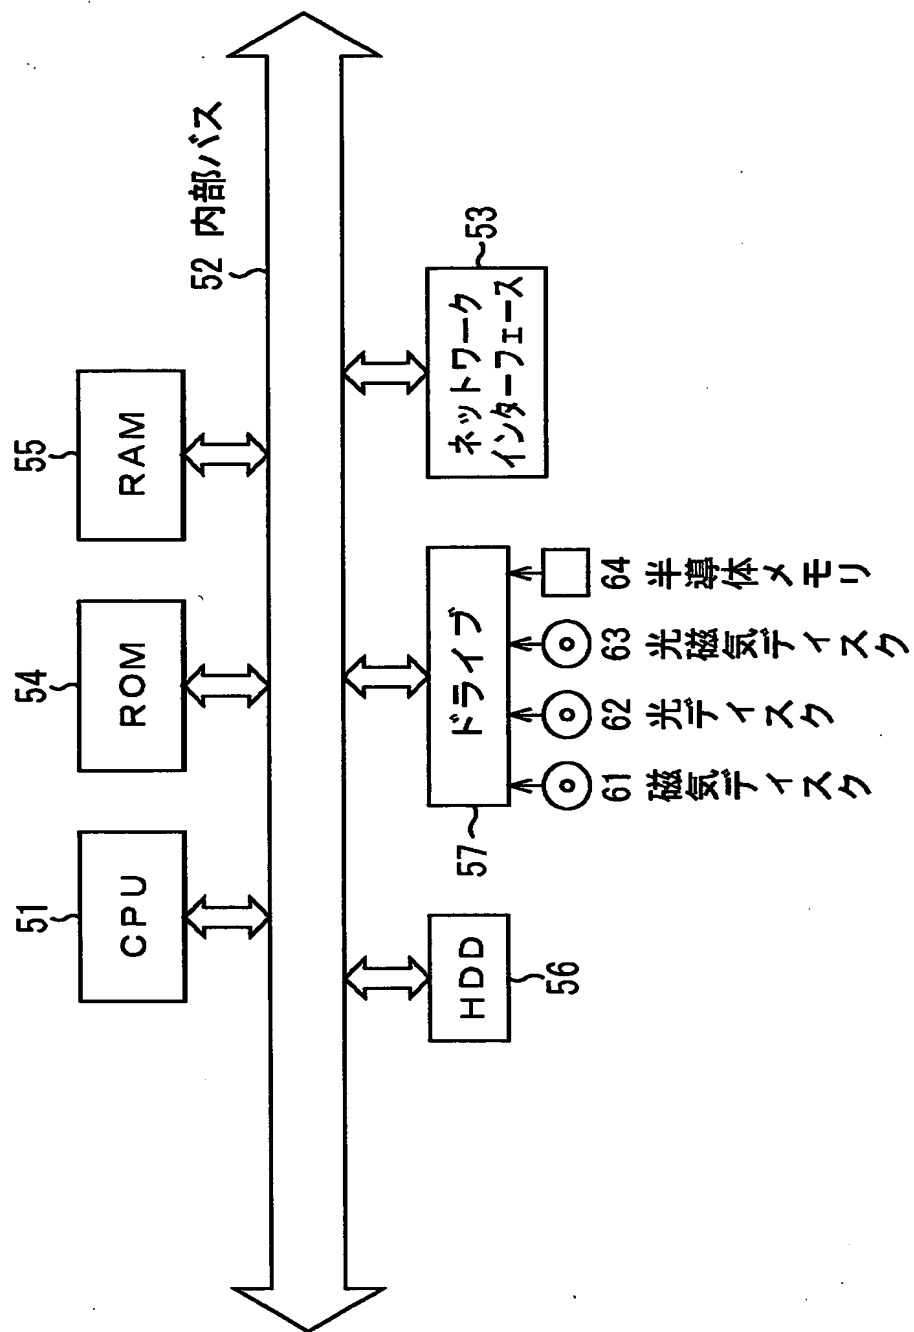 51
CPU
54
ROM
55
RAM
52 内部バス
HDD
56
57
ドライブ
ネットワーク
インターフェース
53
61 磁気ディスク
62 光ディスク
63 光磁気ディスク
64 半導体メモリ